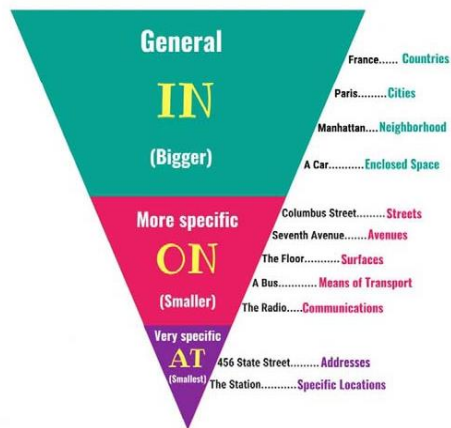 General
IN
(Bigger)
France...... Countries
Paris.........Cities
Manhattan....Neighborhood
A Car...........Enclosed Space
More specific
ON
(Smaller)
Columbus Street.........Streets
Seventh Avenue.......Avenues
The Floor...........Surfaces
A Bus............Means of Transport
The Radio.....Communications
Very specific
AT
(Smallest)
456 State Street.........Addresses
The Station...........Specific Locations